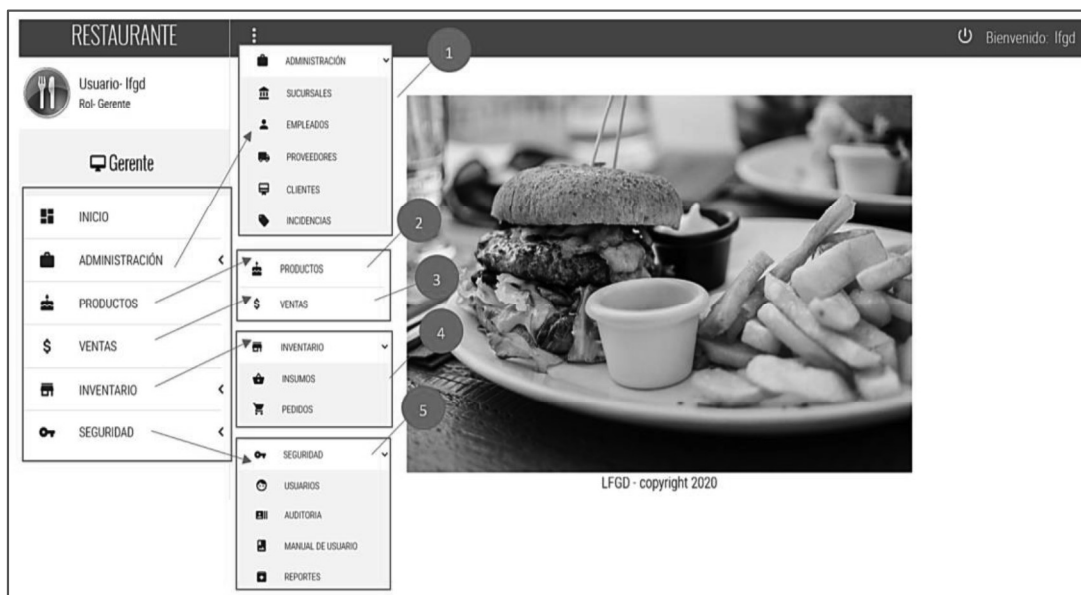 RESTAURANTE
Bienvenido: lfgd
Usuario- lfgd
Rol- Gerente
Gerente
INICIO
ADMINISTRACIÓN
PRODUCTOS
$ VENTAS
INVENTARIO
SEGURIDAD
ADMINISTRACIÓN
SUCURSALES
EMPLEADOS
PROVEEDORES
CLIENTES
INCIDENCIAS
PRODUCTOS
$ VENTAS
INVENTARIO
INSUMOS
PEDIDOS
SEGURIDAD
USUARIOS
AUDITORIA
MANUAL DE USUARIO
REPORTES
1
2
3
4
5
LFGD - copyright 2020